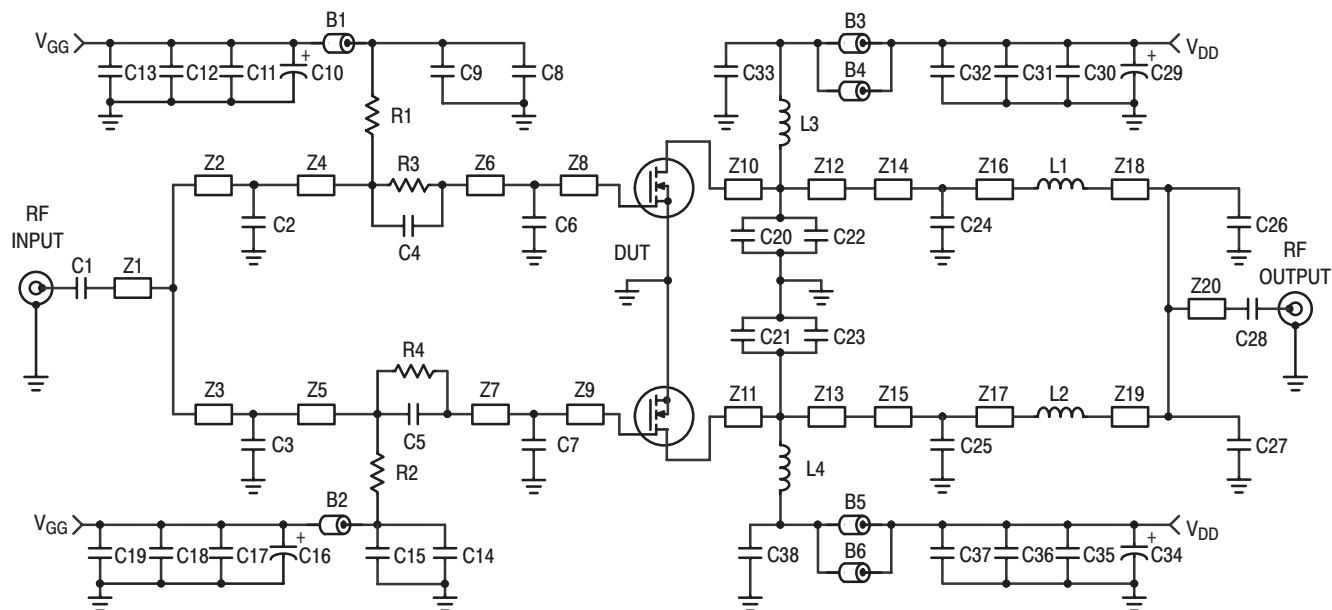 B1
B3
VGG
VDD
C13
C12
C11
+
C10
C9
C8
C33
B4
C32
C31
C30
+
C29
R1
L3
Z2
Z4
R3
Z6
Z8
Z10
Z12
Z14
Z16
L1
Z18
RF
INPUT
C2
C4
C6
DUT
C20
C22
C24
C26
RF
OUTPUT
C1
Z1
Z20
C28
C21
C23
R4
Z3
Z5
Z7
Z9
Z11
Z13
Z15
Z17
L2
Z19
C3
C5
C7
C25
C27
R2
L4
B2
B5
VGG
VDD
C19
C18
C17
+
C16
C15
C14
C38
B6
C37
C36
C35
+
C34